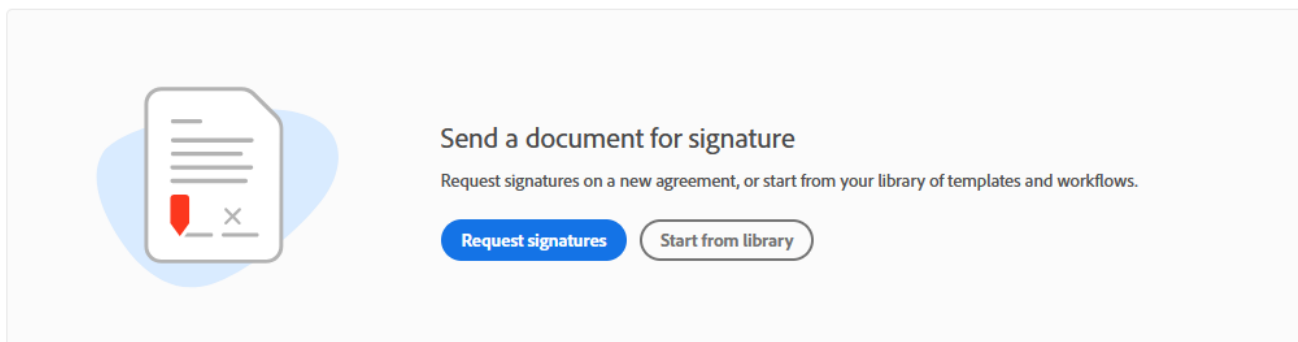 Send a document for signature
Request signatures on a new agreement, or start from your library of templates and workflows.
Request signatures
Start from library